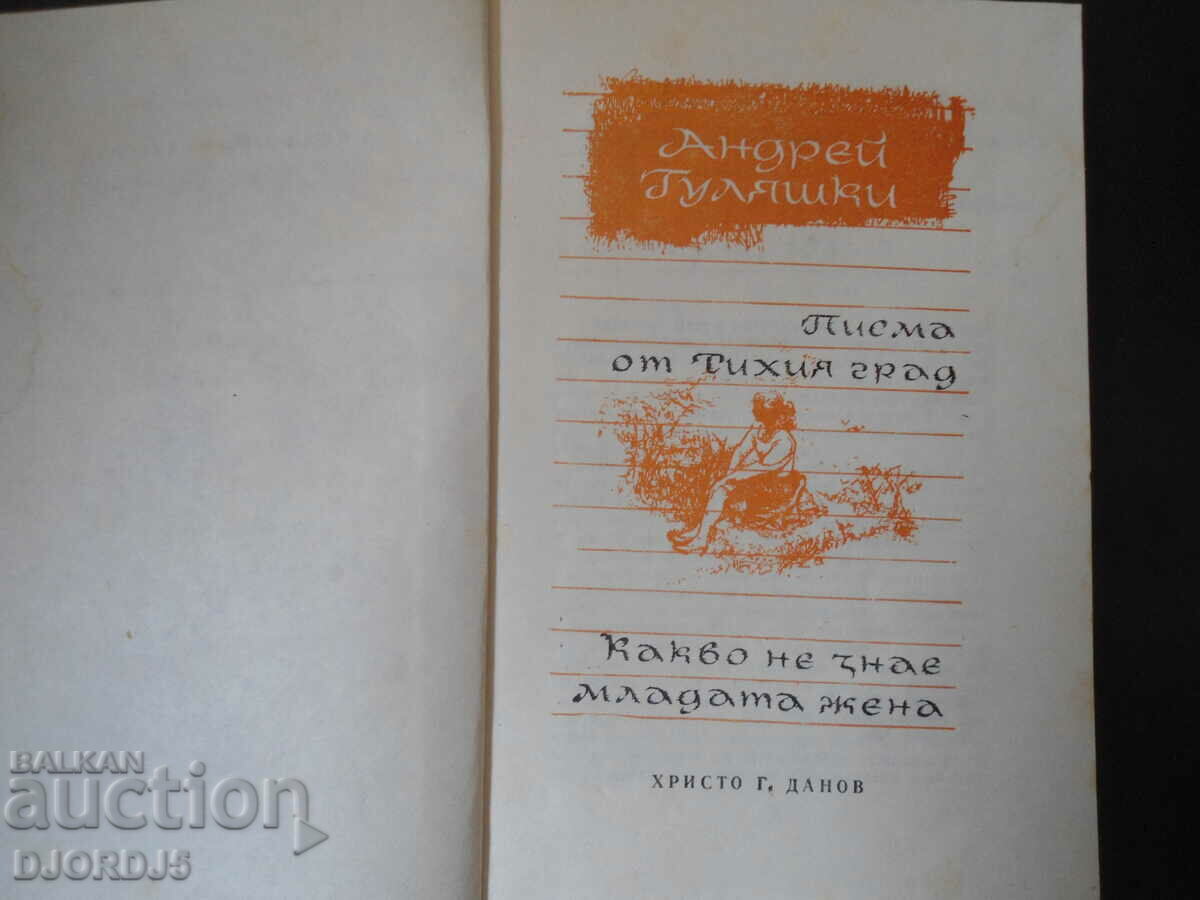 Андрей
Гуляшки
Писма
от Тихия град
Какво не знае
младата жена
ХРИСТО Г. ДАНОВ
BALKAN
auction
DJORDJ5